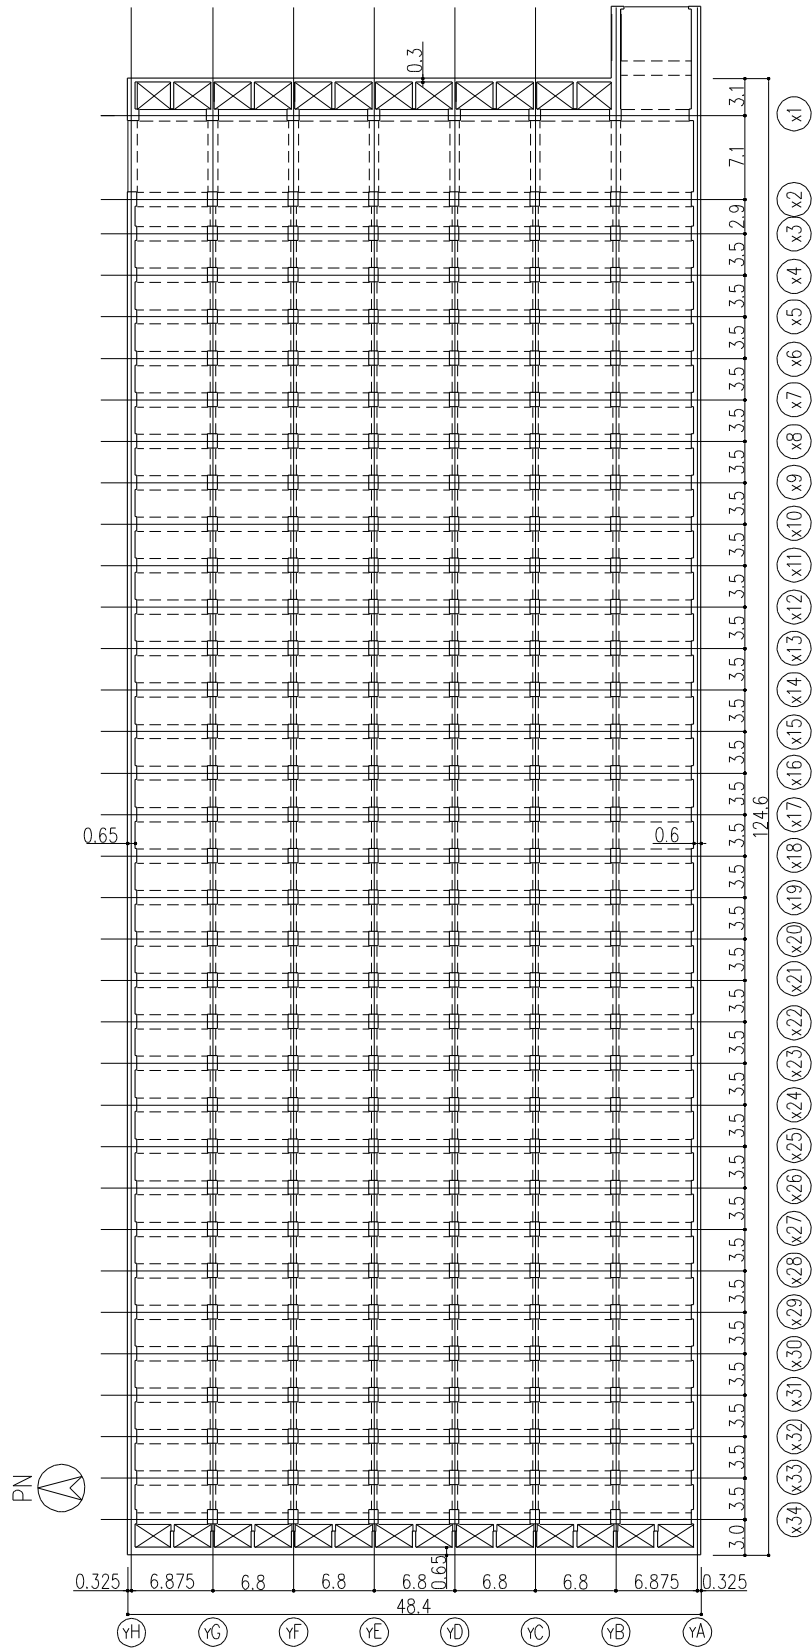 0.3
3.1
x1
7.1
x2
2.9
x3
3.5
x4
3.5
x5
3.5
x6
3.5
x7
3.5
x8
3.5
x9
3.5
x10
3.5
x11
3.5
x12
3.5
x13
3.5
x14
3.5
x15
3.5
x16
3.5
x17
124.6
0.65 0.6 3.5
x18
3.5
x19
3.5
x20
3.5
x21
3.5
x22
3.5
x23
3.5
x24
3.5
x25
3.5
x26
3.5
x27
3.5
x28
3.5
x29
3.5
x30
3.5
x31
3.5
x32
3.5
x33
PN
3.5
x34
3.0
0.65
0.325 6.875 6.8 6.8 6.8 6.8 6.8 6.875 0.325
48.4
YH YG YF YE YD YC YB YA